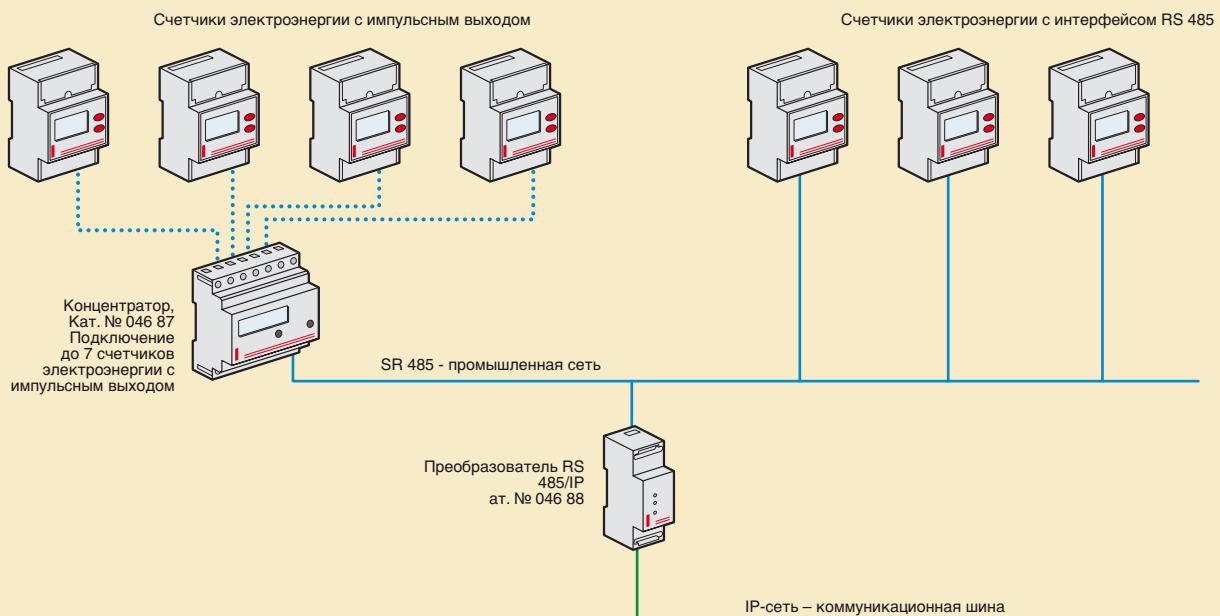 Счетчики электроэнергии с импульсным выходом
Счетчики электроэнергии с интерфейсом RS 485
Концентратор,
Кат. № 046 87
Подключение
до 7 счетчиков
электроэнергии с
импульсным выходом
SR 485 - промышленная сеть
Преобразователь RS
485/IP
ат. № 046 88
IP-сеть – коммуникационная шина